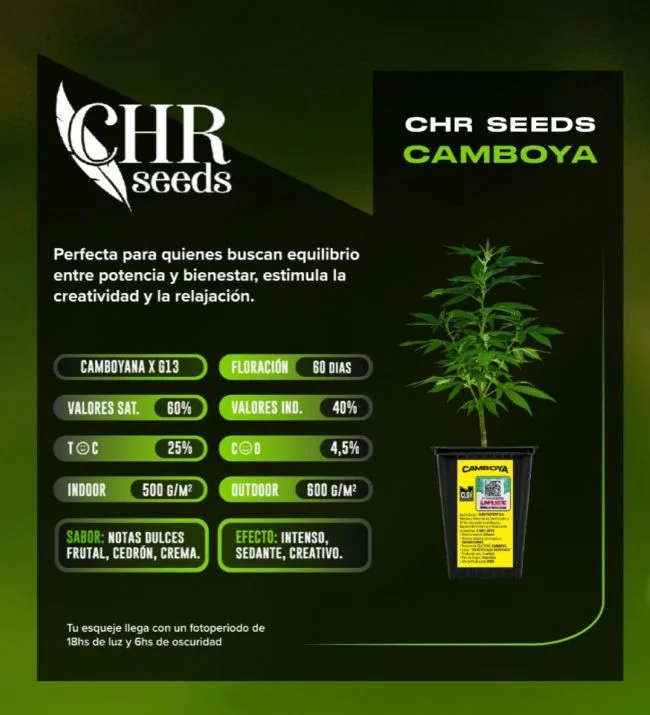 CHR
seeds
CHR SEEDS
CAMBOYA
Perfecta para quienes buscan equilibrio
entre potencia y bienestar, estimula la
creatividad y la relajación.
CAMBOYANA X G13
FLORACIÓN 60 DIAS
VALORES SAT. 60%
VALORES IND. 40%
T☺C 25%
C☺D 4,5%
INDOOR 500 G/M²
OUTDOOR 600 G/M²
SABOR: NOTAS DULCES
FRUTAL, CEDRÓN, CREMA.
EFECTO: INTENSO,
SEDANTE, CREATIVO.
CAMBOYA
Tu esqueje llega con un fotoperiodo de
18hs de luz y 6hs de oscuridad